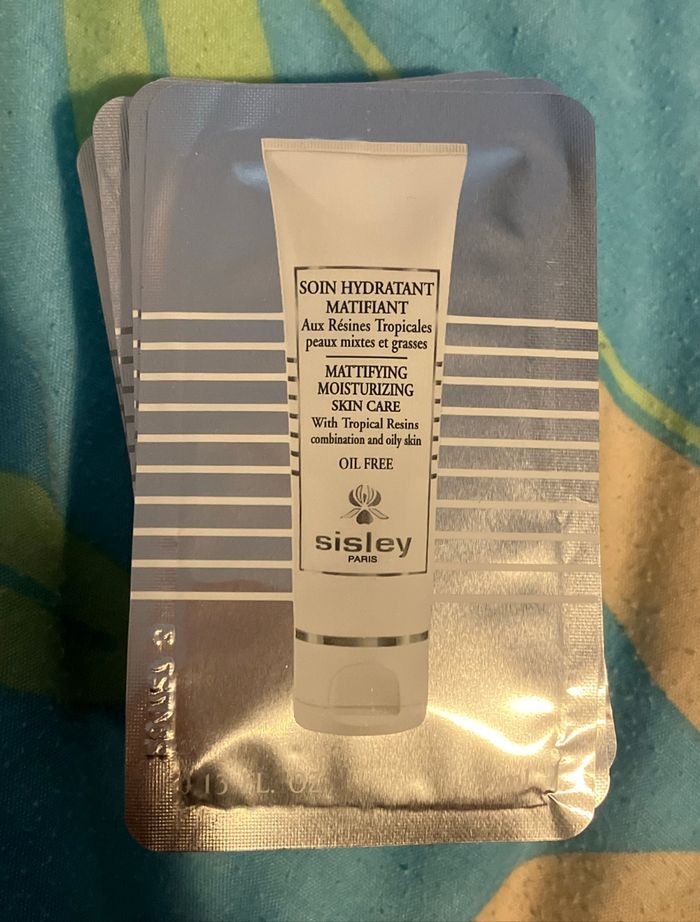 SOIN HYDRATANT
MATIFIANT
Aux Résines Tropicales
peaux mixtes et grasses
MATTIFYING
MOISTURIZING
SKIN CARE
With Tropical Resins
combination and oily skin
OIL FREE
sisley
PARIS